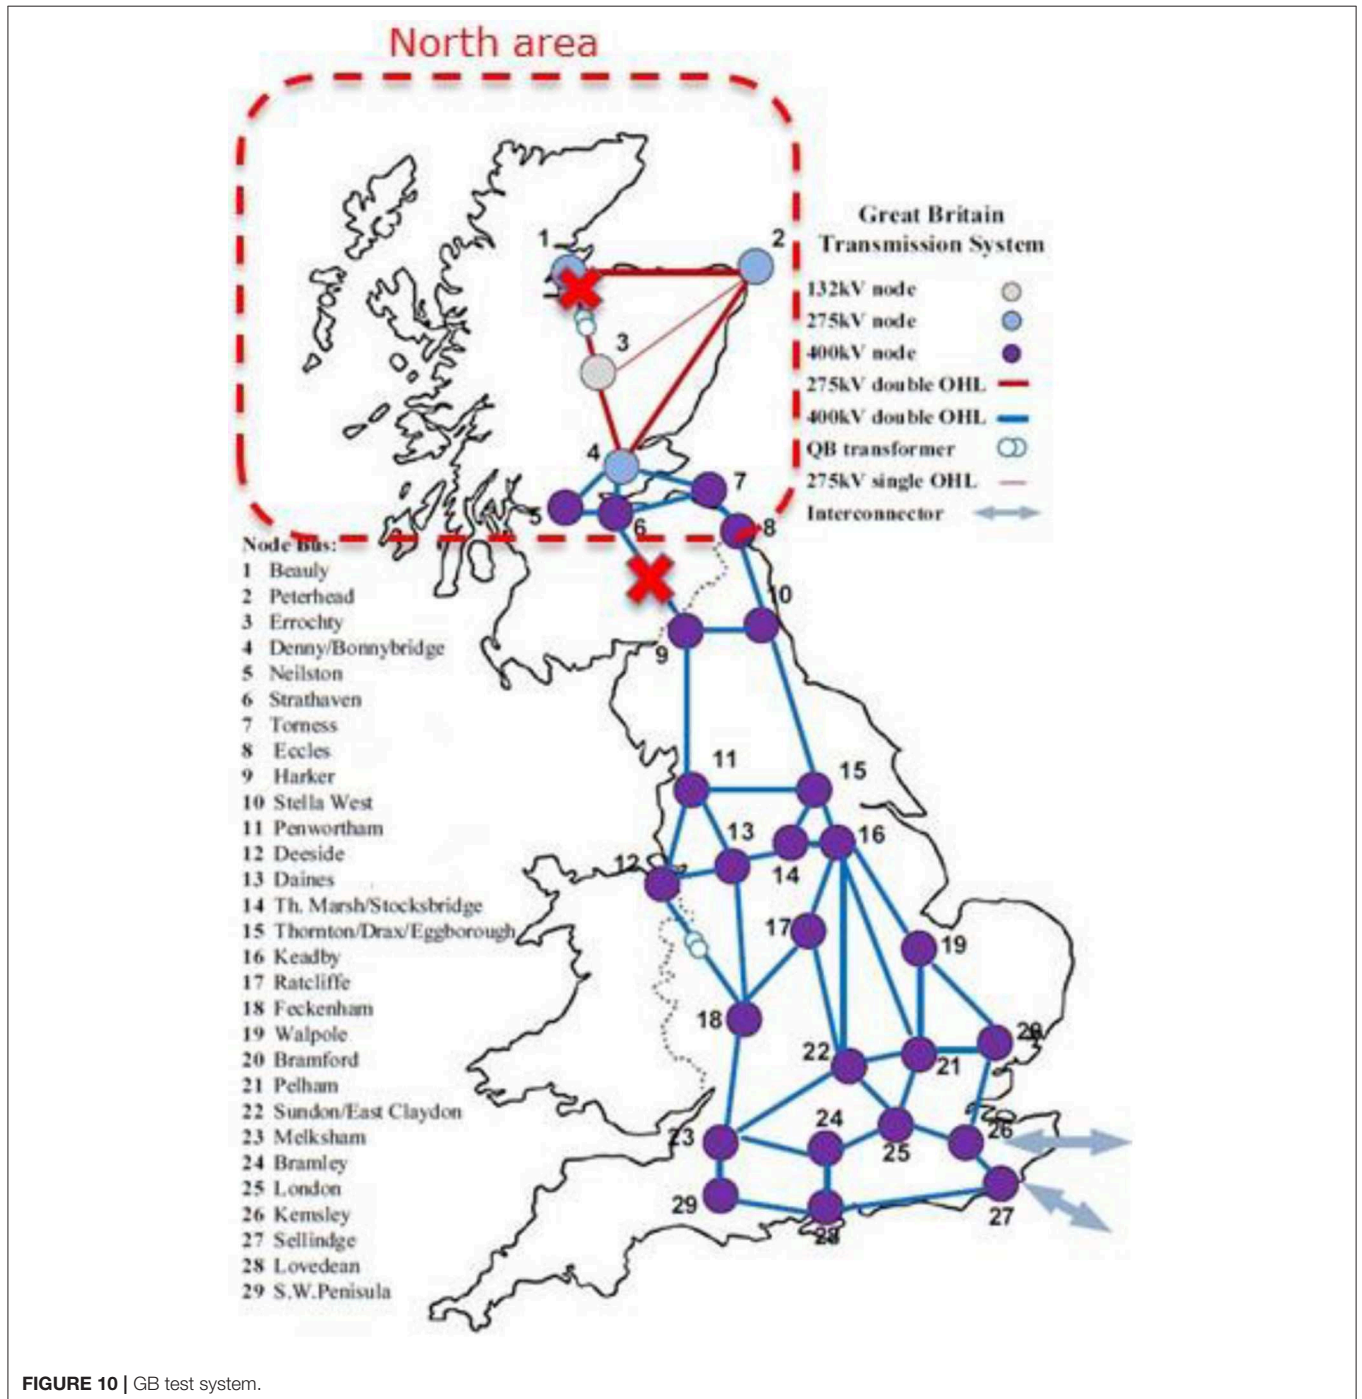 North area
Great Britain
Transmission System
132kV node
275kV node
400kV node
275kV double OHL
400kV double OHL
QB transformer
275kV single OHL
Interconnector
1
2
3
4
5
6
7
8
9
10
11
12
13
14
15
16
17
18
19
20
21
22
23
24
25
26
27
28
29
Node Bus:
1 Beauly
2 Peterhead
3 Errochty
4 Denny/Bonnybridge
5 Neilston
6 Strathaven
7 Torness
8 Eccles
9 Harker
10 Stella West
11 Penwortham
12 Deeside
13 Daines
14 Th. Marsh/Stocksbridge
15 Thornton/Drax/Eggborough
16 Keadby
17 Ratcliffe
18 Feckenham
19 Walpole
20 Bramford
21 Pelham
22 Sundon/East Claydon
23 Melksham
24 Bramley
25 London
26 Kemsley
27 Sellindge
28 Lovedean
29 S.W.Penisula
FIGURE 10 | GB test system.